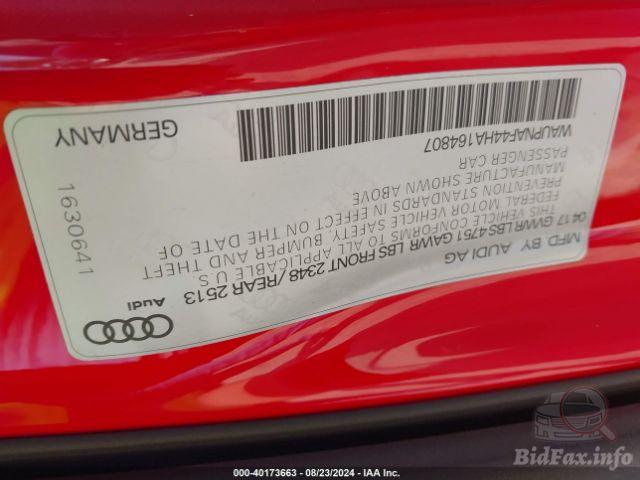 MFD BY AUDI AG
04·17 GVWR LBS 4751 GAWR LBS FRONT 2348 / REAR 2513
THIS VEHICLE CONFORMS TO ALL APPLICABLE U.S.
FEDERAL MOTOR VEHICLE SAFETY, BUMPER AND THEFT
PREVENTION STANDARDS IN EFFECT ON THE DATE OF
MANUFACTURE SHOWN ABOVE
PASSENGER CAR
WAUPNAF44HA164807
Audi
1630641
GERMANY
000-40173663 - 08/23/2024 - IAA Inc.
BidFax.info